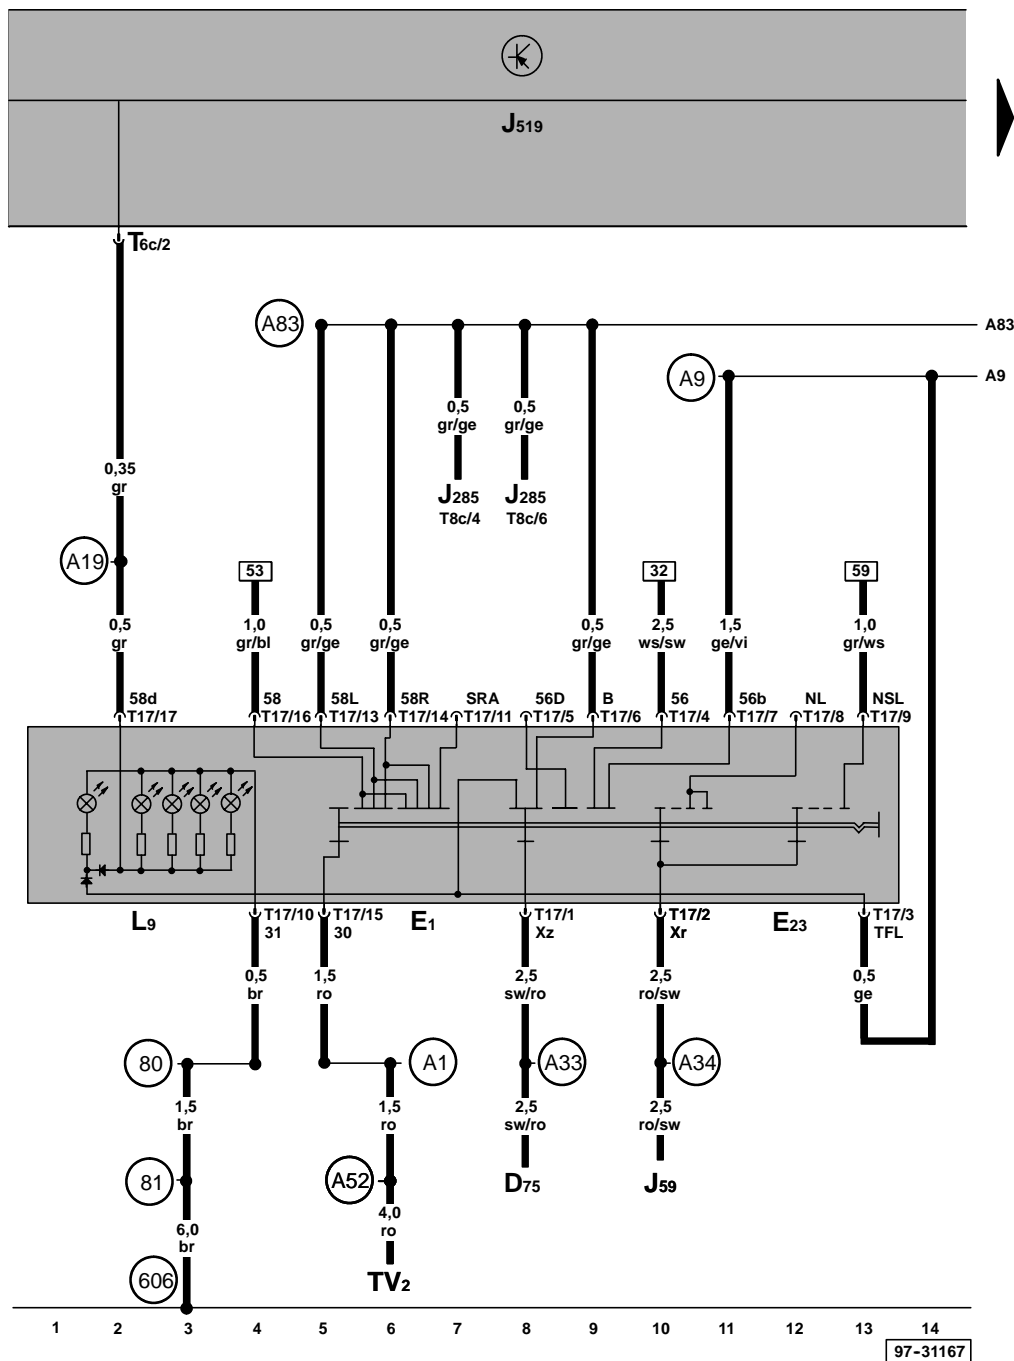 J519
T6c/2
A83
A83
A9
A9
0,5
gr/ge
0,5
gr/ge
0,35
gr
J285
T8c/4
J285
T8c/6
A19
53
32
59
0,5
gr
1,0
gr/bl
0,5
gr/ge
0,5
gr/ge
0,5
gr/ge
2,5
ws/sw
1,5
ge/vi
1,0
gr/ws
58d
T17/17
58
T17/16
58L
T17/13
58R
T17/14
SRA
T17/11
56D
T17/5
B
T17/6
56
T17/4
56b
T17/7
NL
T17/8
NSL
T17/9
L9
T17/10
31
T17/15
30
E1
T17/1
Xz
T17/2
Xr
E23
T17/3
TFL
0,5
br
1,5
ro
2,5
sw/ro
2,5
ro/sw
0,5
ge
80
A1
A33
A34
1,5
br
1,5
ro
2,5
sw/ro
2,5
ro/sw
81
A52
D75
J59
6,0
br
4,0
ro
606
TV2
1 2 3 4 5 6 7 8 9 10 11 12 13 14
97-31167